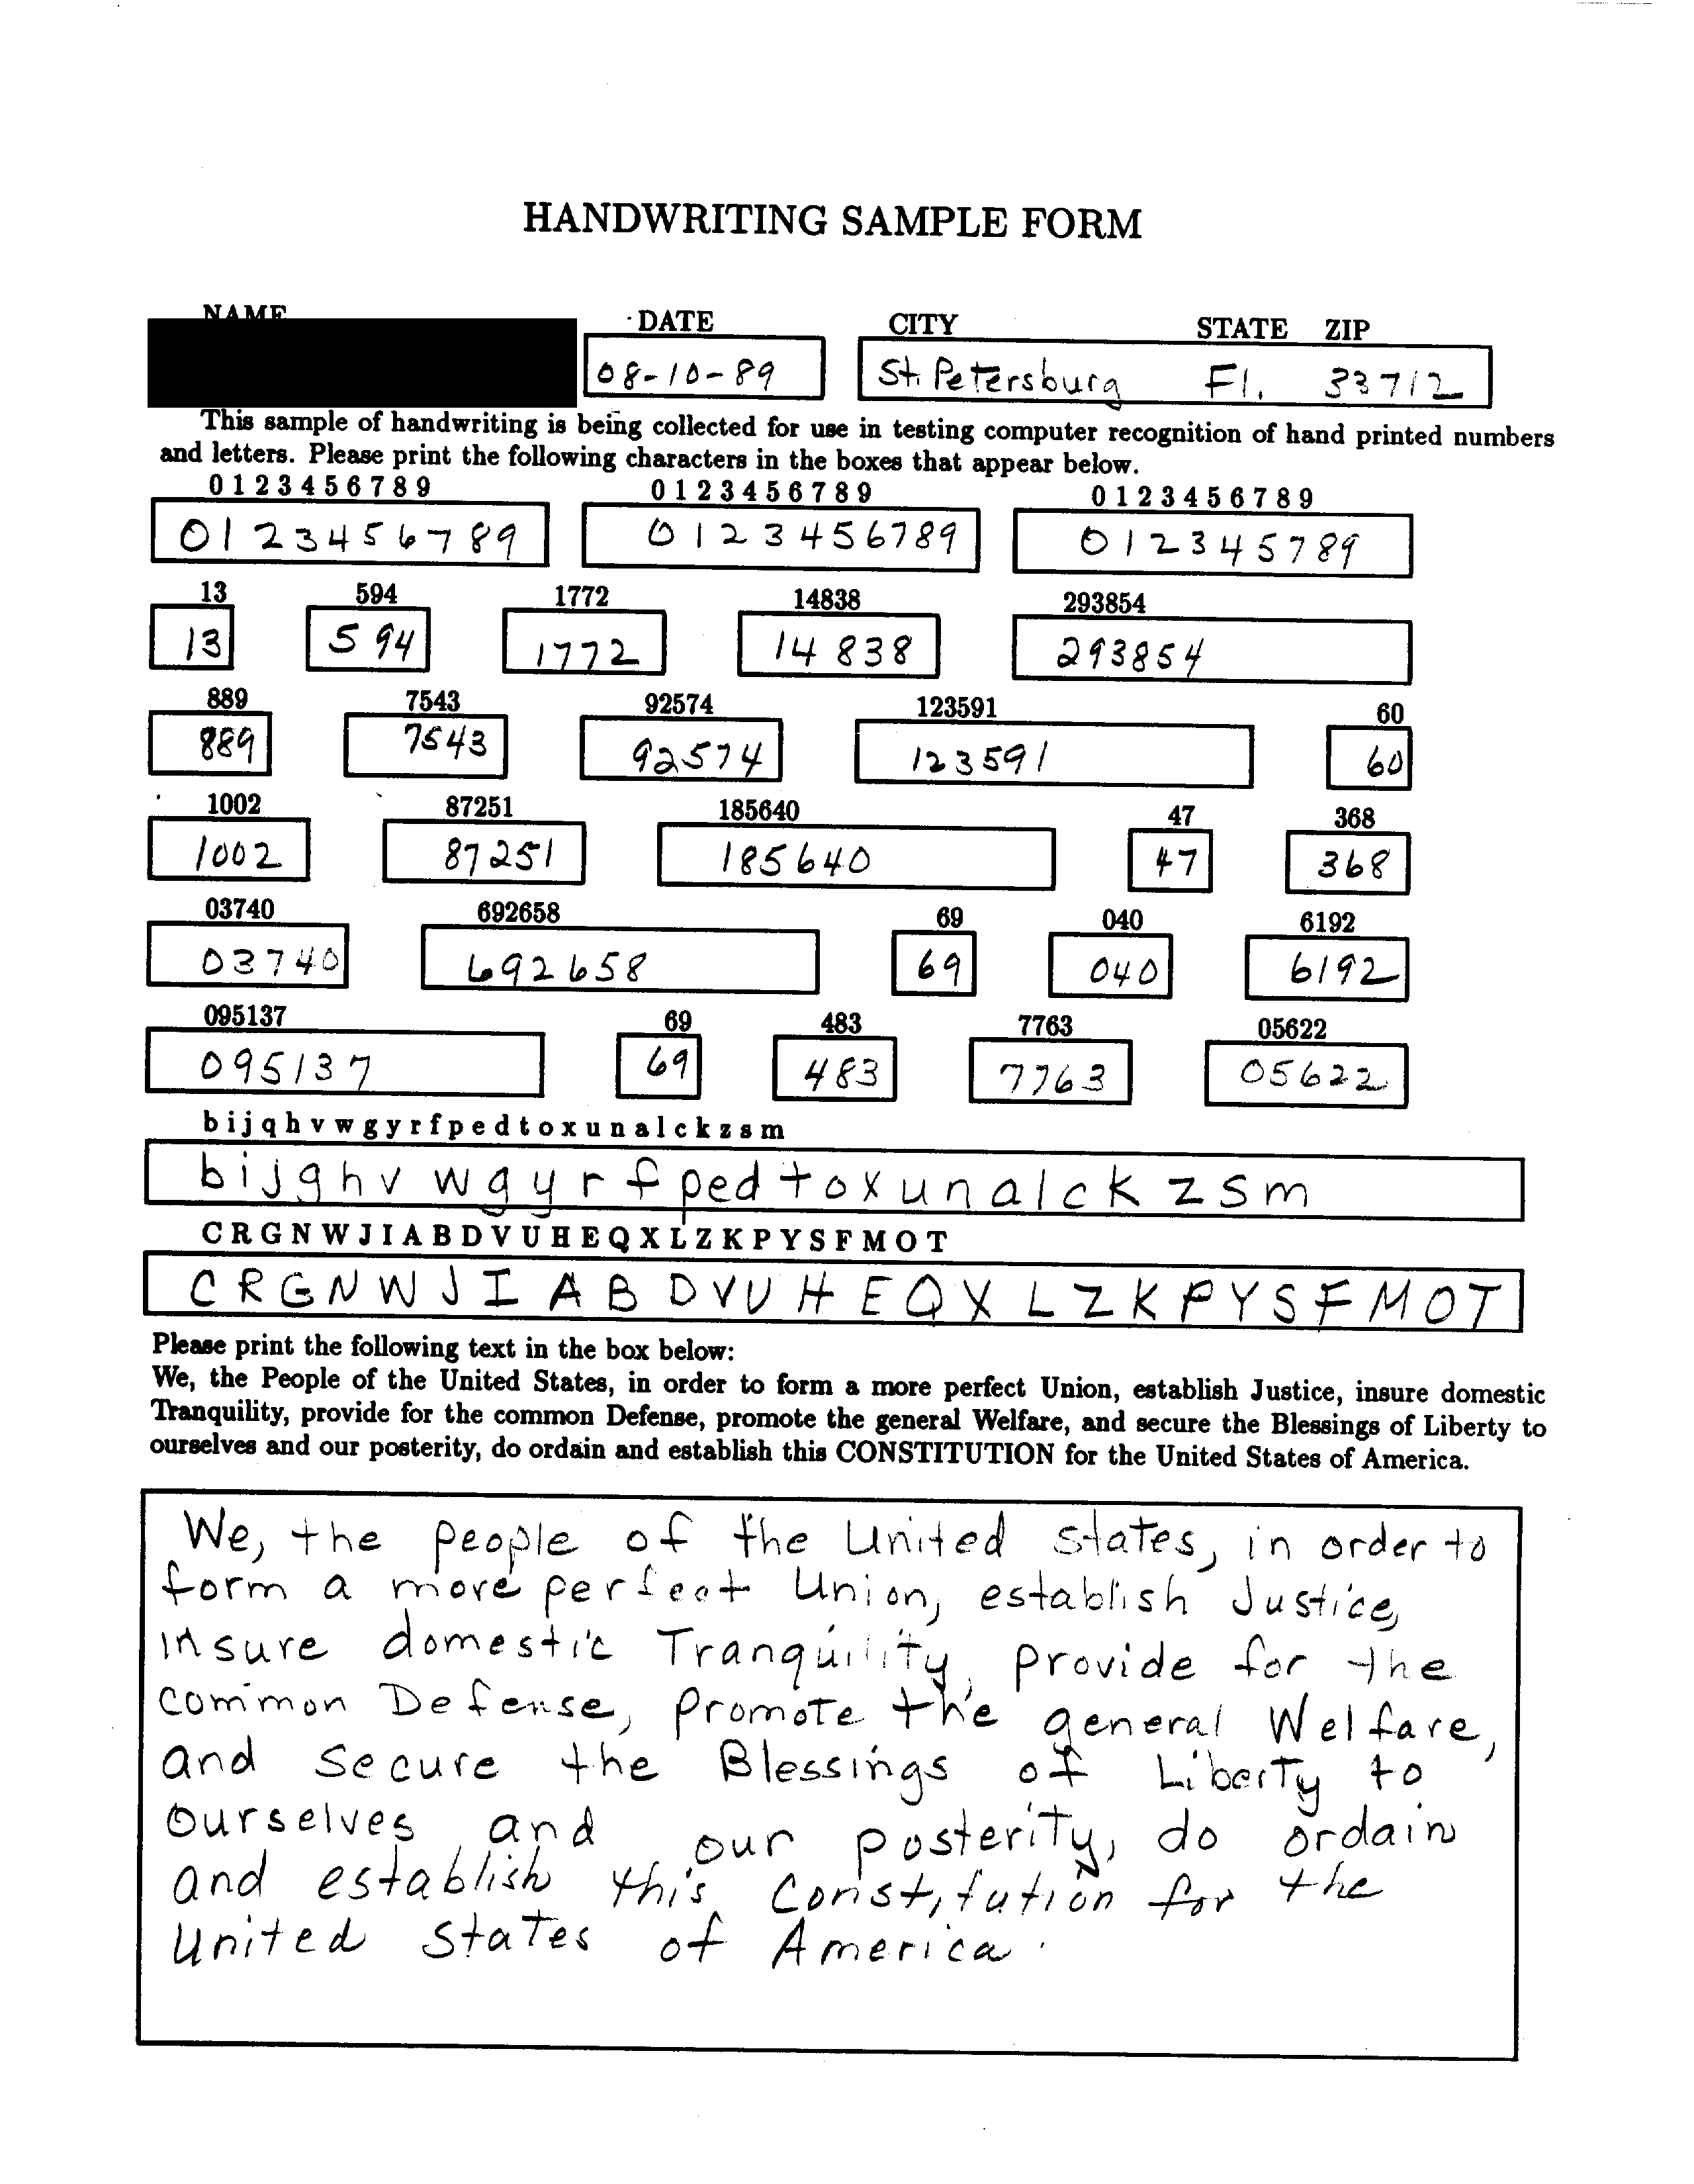 HANDWRITING SAMPLE FORM
NAME DATE CITY STATE ZIP
08-10-89 St. Petersburg Fl. 33712
This sample of handwriting is being collected for use in testing computer recognition of hand printed numbers
and letters. Please print the following characters in the boxes that appear below.
0 1 2 3 4 5 6 7 8 9 0 1 2 3 4 5 6 7 8 9 0 1 2 3 4 5 6 7 8 9
0123456789 0123456789 012345789
13 594 1772 14838 293854
13 594 1772 14838 293854
889 7543 92574 123591 60
889 7543 92574 123591 60
1002 87251 185640 47 368
1002 87251 185640 47 368
03740 692658 69 040 6192
03740 692658 69 040 6192
095137 69 483 7763 05622
095137 69 483 7763 05622
b i j q h v w g y r f p e d t o x u n a l c k z s m
b i j g h v w g y r f p e d t o x u n a l c k z s m
C R G N W J I A B D V U H E Q X L Z K P Y S F M O T
C R G N W J I A B D V U H E Q X L Z K P Y S F M O T
Please print the following text in the box below:
We, the People of the United States, in order to form a more perfect Union, establish Justice, insure domestic
Tranquility, provide for the common Defense, promote the general Welfare, and secure the Blessings of Liberty to
ourselves and our posterity, do ordain and establish this CONSTITUTION for the United States of America.
We, the people of the United states, in order to
form a more perfect Union, establish Justice,
insure domestic Tranquility, provide for the
common Defense, promote the general Welfare,
and secure the Blessings of Liberty to
ourselves and our posterity, do ordain
and establish this Constitution for the
United States of America.